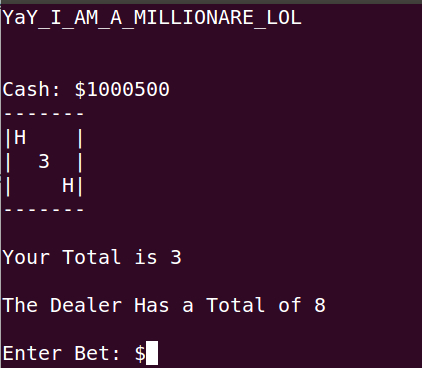 YaY_I_AM_A_MILLIONARE_LOL
Cash: $1000500
-------
|H    |
|  3  |
|    H|
-------
Your Total is 3
The Dealer Has a Total of 8
Enter Bet: $